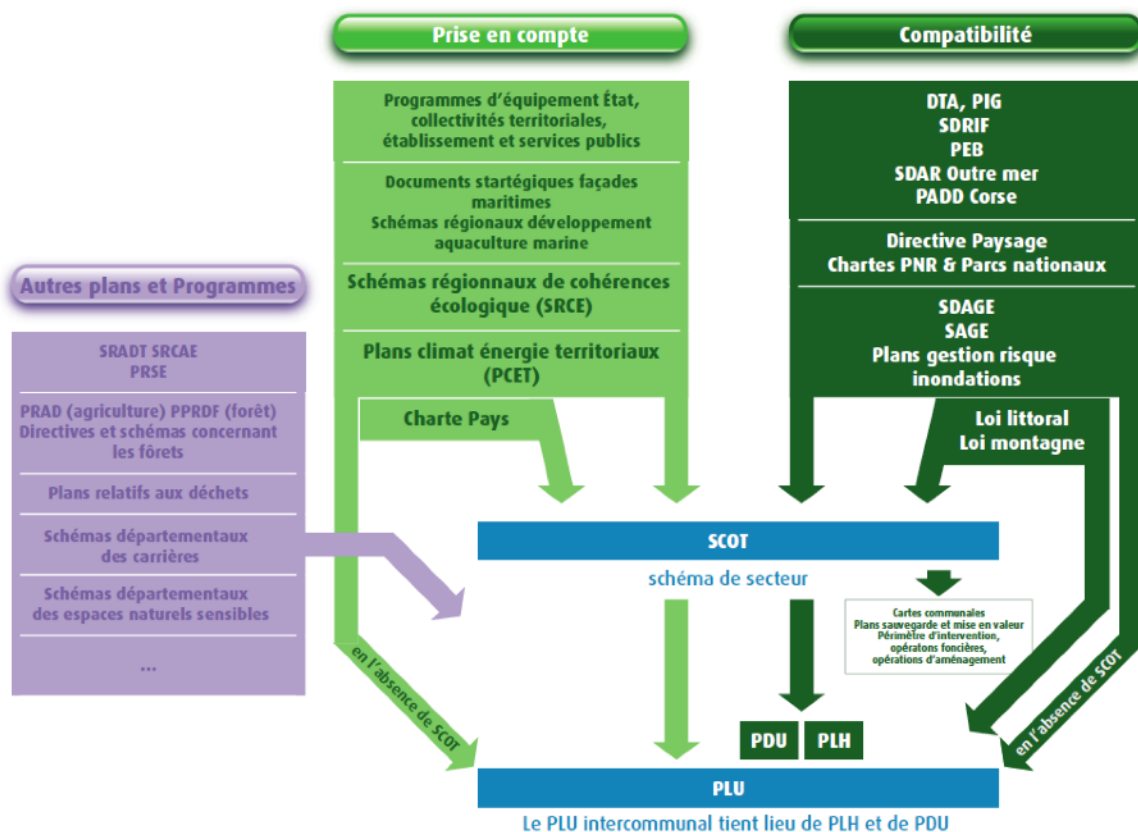 Prise en compte
Programmes d'équipement État,
collectivités territoriales,
établissement et services publics
Documents startégiques façades
maritimes
Schémas régionaux développement
aquaculture marine
Schémas régionnaux de cohérences
écologique (SRCE)
Plans climat énergie territoriaux
(PCET)
Charte Pays
Compatibilité
DTA, PIG
SDRIF
PEB
SDAR Outre mer
PADD Corse
Directive Paysage
Chartes PNR & Parcs nationaux
SDAGE
SAGE
Plans gestion risque
inondations
Loi littoral
Loi montagne
Autres plans et Programmes
SRADT SRCAE
PRSE
PRAD (agriculture) PPRDF (forêt)
Directives et schémas concernant
les fôrets
Plans relatifs aux déchets
Schémas départementaux
des carrières
Schémas départementaux
des espaces naturels sensibles
...
SCOT
schéma de secteur
Cartes communales
Plans sauvegarde et mise en valeur
Périmètre d'intervention,
opératons foncières,
opérations d'aménagement
en l'absence de SCOT
en l'absence de SCOT
PDU
PLH
PLU
Le PLU intercommunal tient lieu de PLH et de PDU